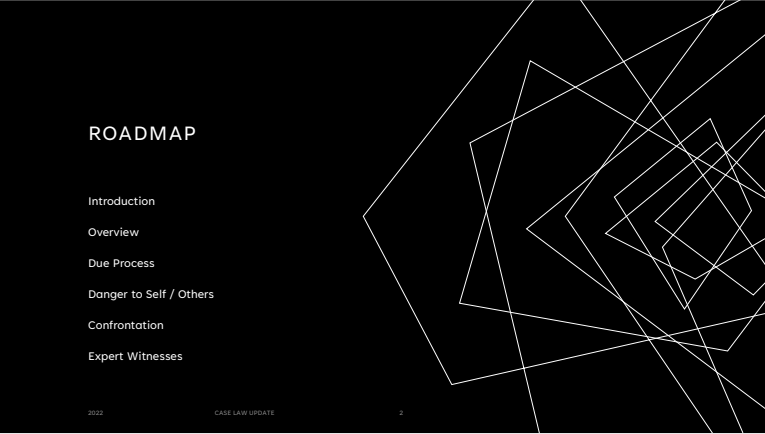 ROADMAP
Introduction
Overview
Due Process
Danger to Self / Others
Confrontation
Expert Witnesses
2022 CASE LAW UPDATE 2